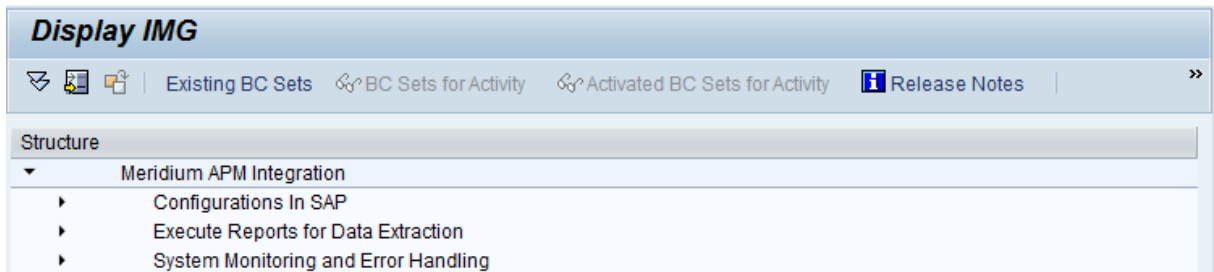 Display IMG
Existing BC Sets BC Sets for Activity Activated BC Sets for Activity Release Notes »
Structure
Meridium APM Integration
Configurations In SAP
Execute Reports for Data Extraction
System Monitoring and Error Handling